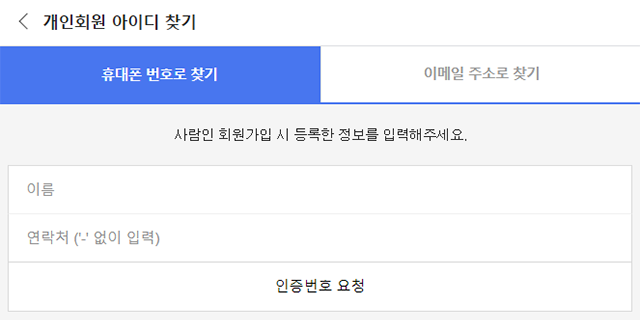 개인회원 아이디 찾기
휴대폰 번호로 찾기
이메일 주소로 찾기
사람인 회원가입 시 등록한 정보를 입력해주세요.
이름
연락처 ('-' 없이 입력)
인증번호 요청